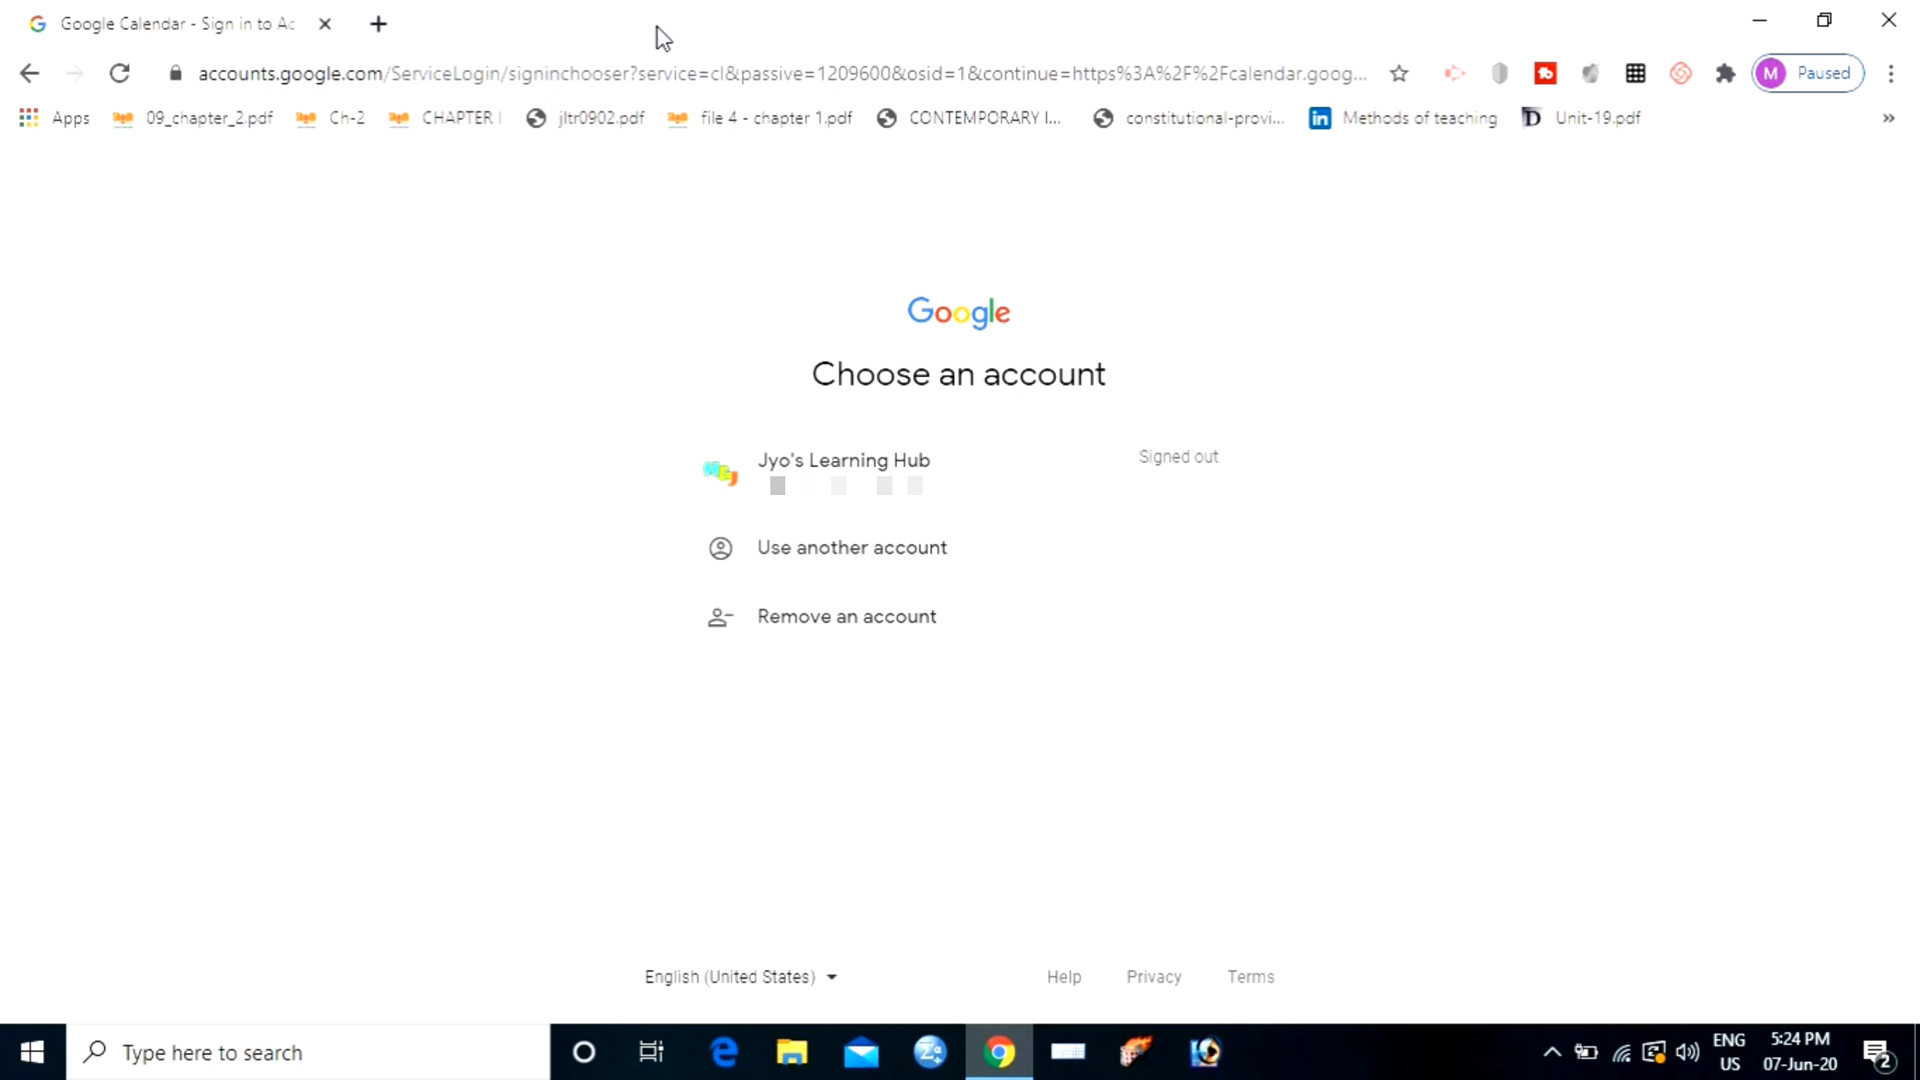 Google Calendar - Sign in to Ac
accounts.google.com/ServiceLogin/signinchooser?service=cl&passive=1209600&osid=1&continue=https%3A%2F%2Fcalendar.goog...
M Paused
Apps 09_chapter_2.pdf Ch-2 CHAPTER I jltr0902.pdf file 4 - chapter 1.pdf CONTEMPORARY I... constitutional-provi... in Methods of teaching D Unit-19.pdf »
Google
Choose an account
Jyo's Learning Hub
Signed out
Use another account
Remove an account
English (United States) Help Privacy Terms
Type here to search
ENG
US
5:24 PM
07-Jun-20
2